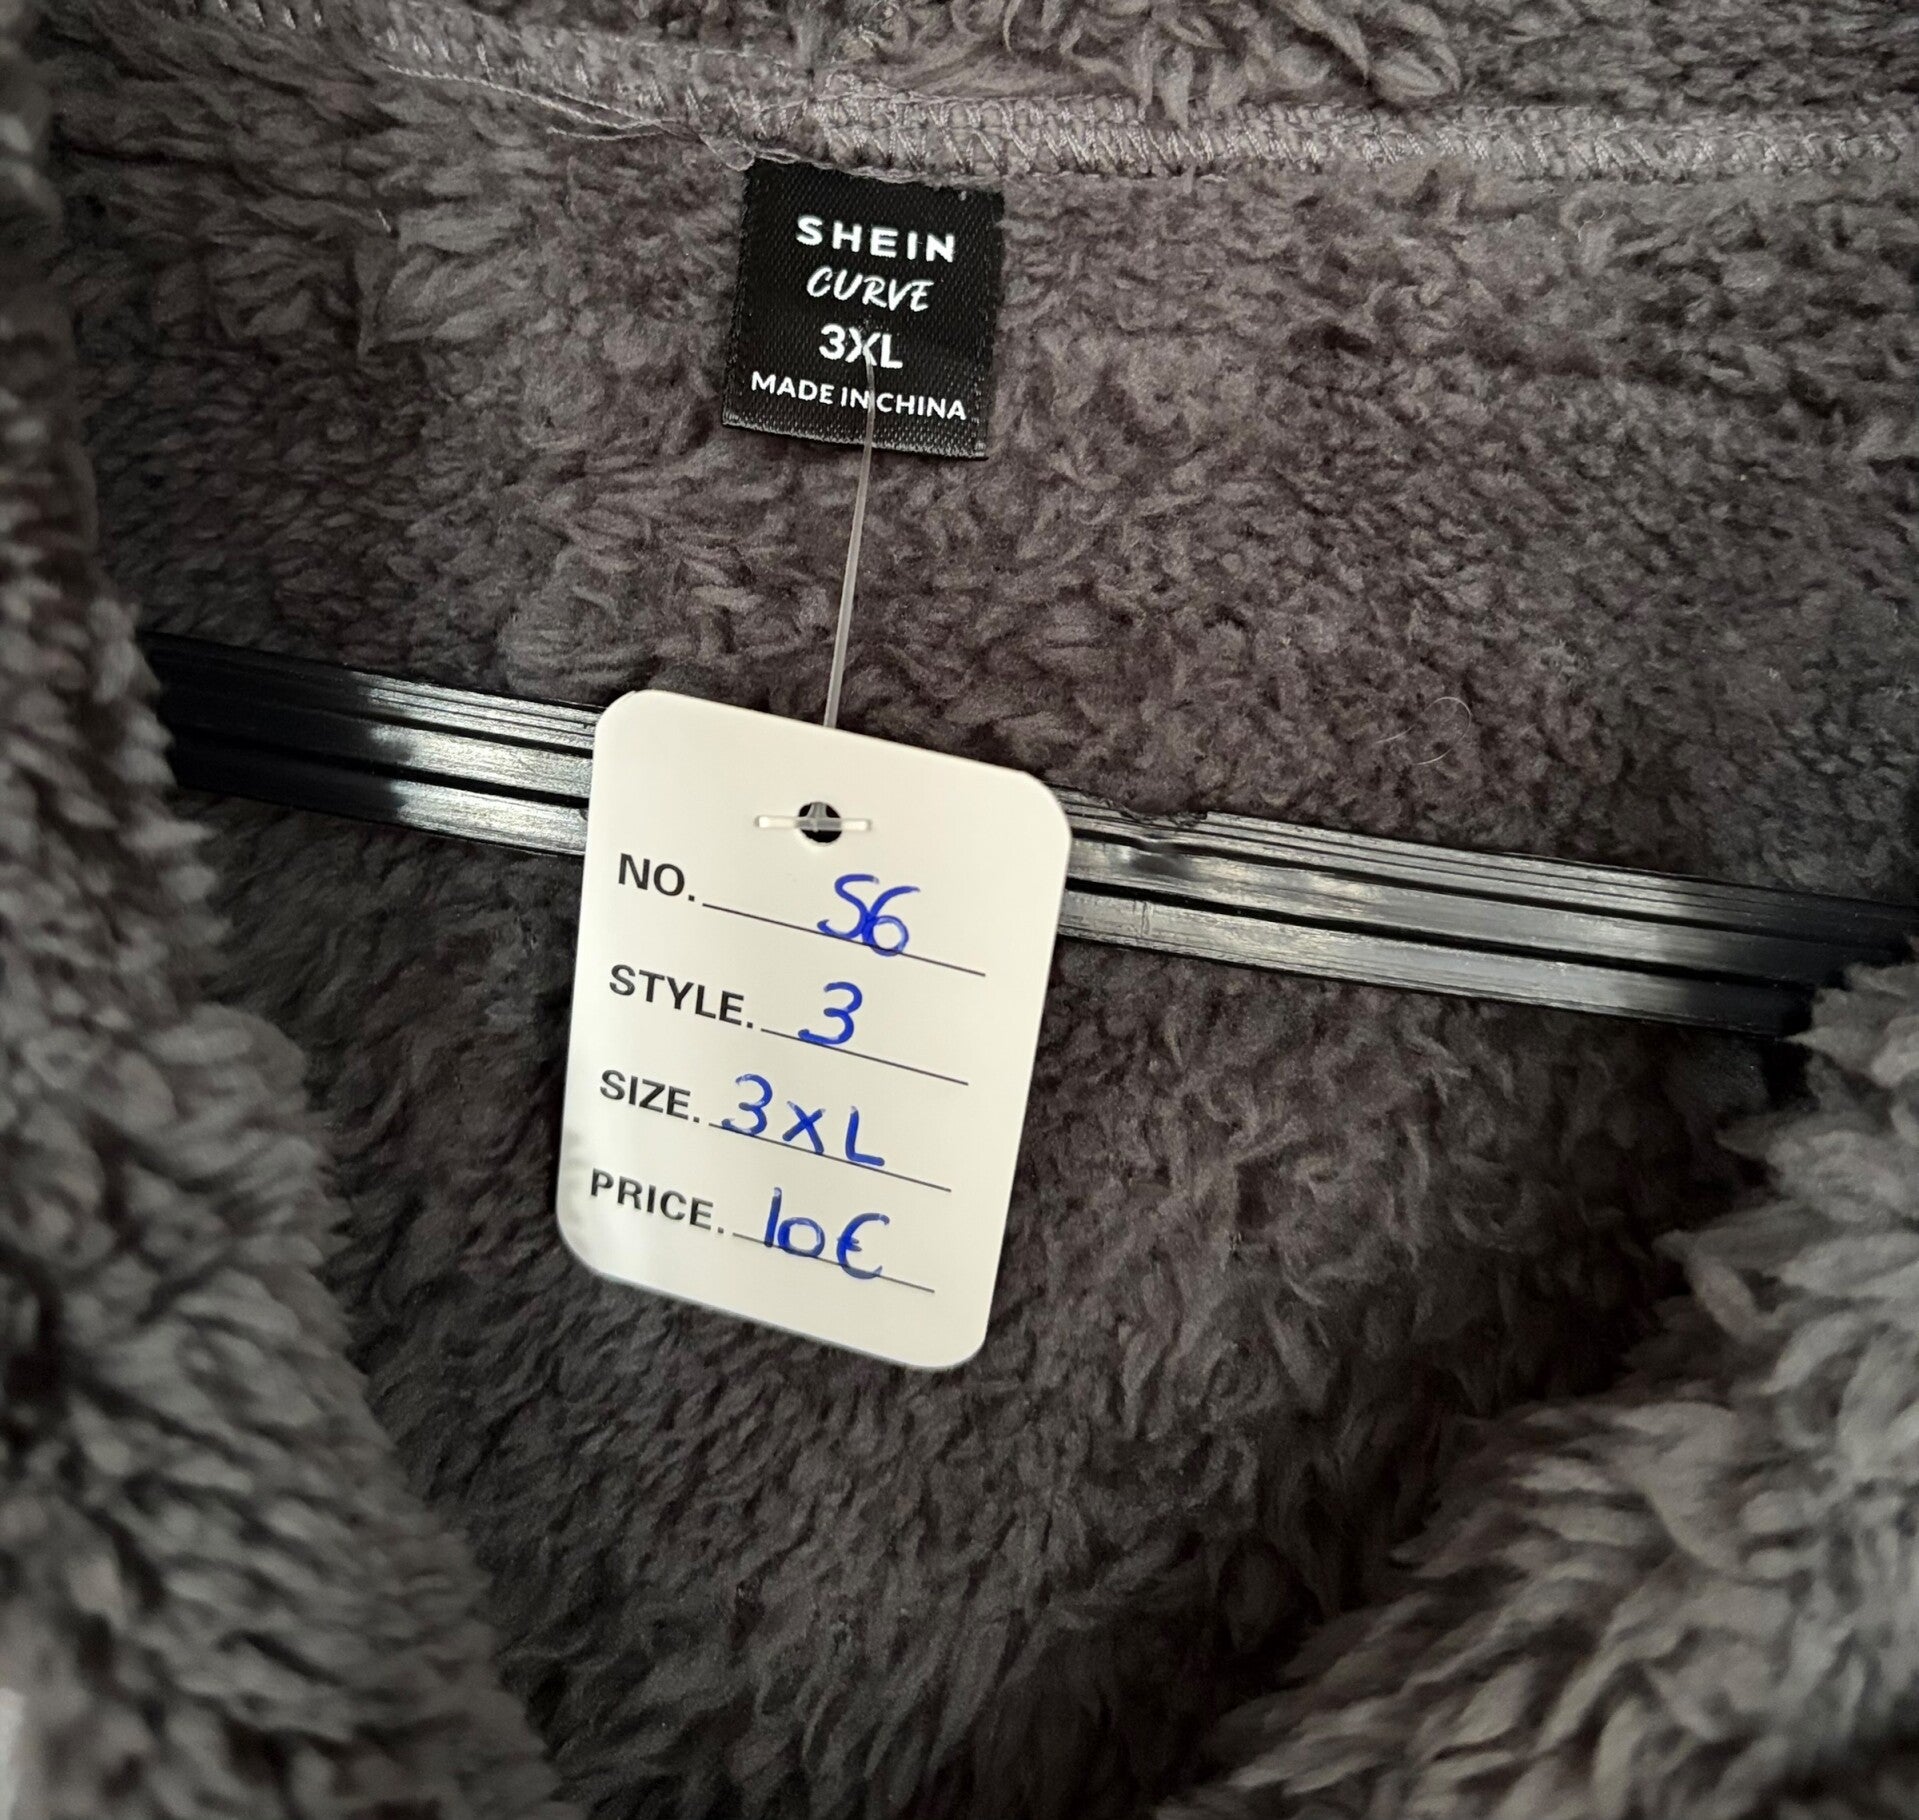 SHEIN
CURVE
3XL
MADE IN CHINA
NO. 56
STYLE. 3
SIZE. 3XL
PRICE. 10€